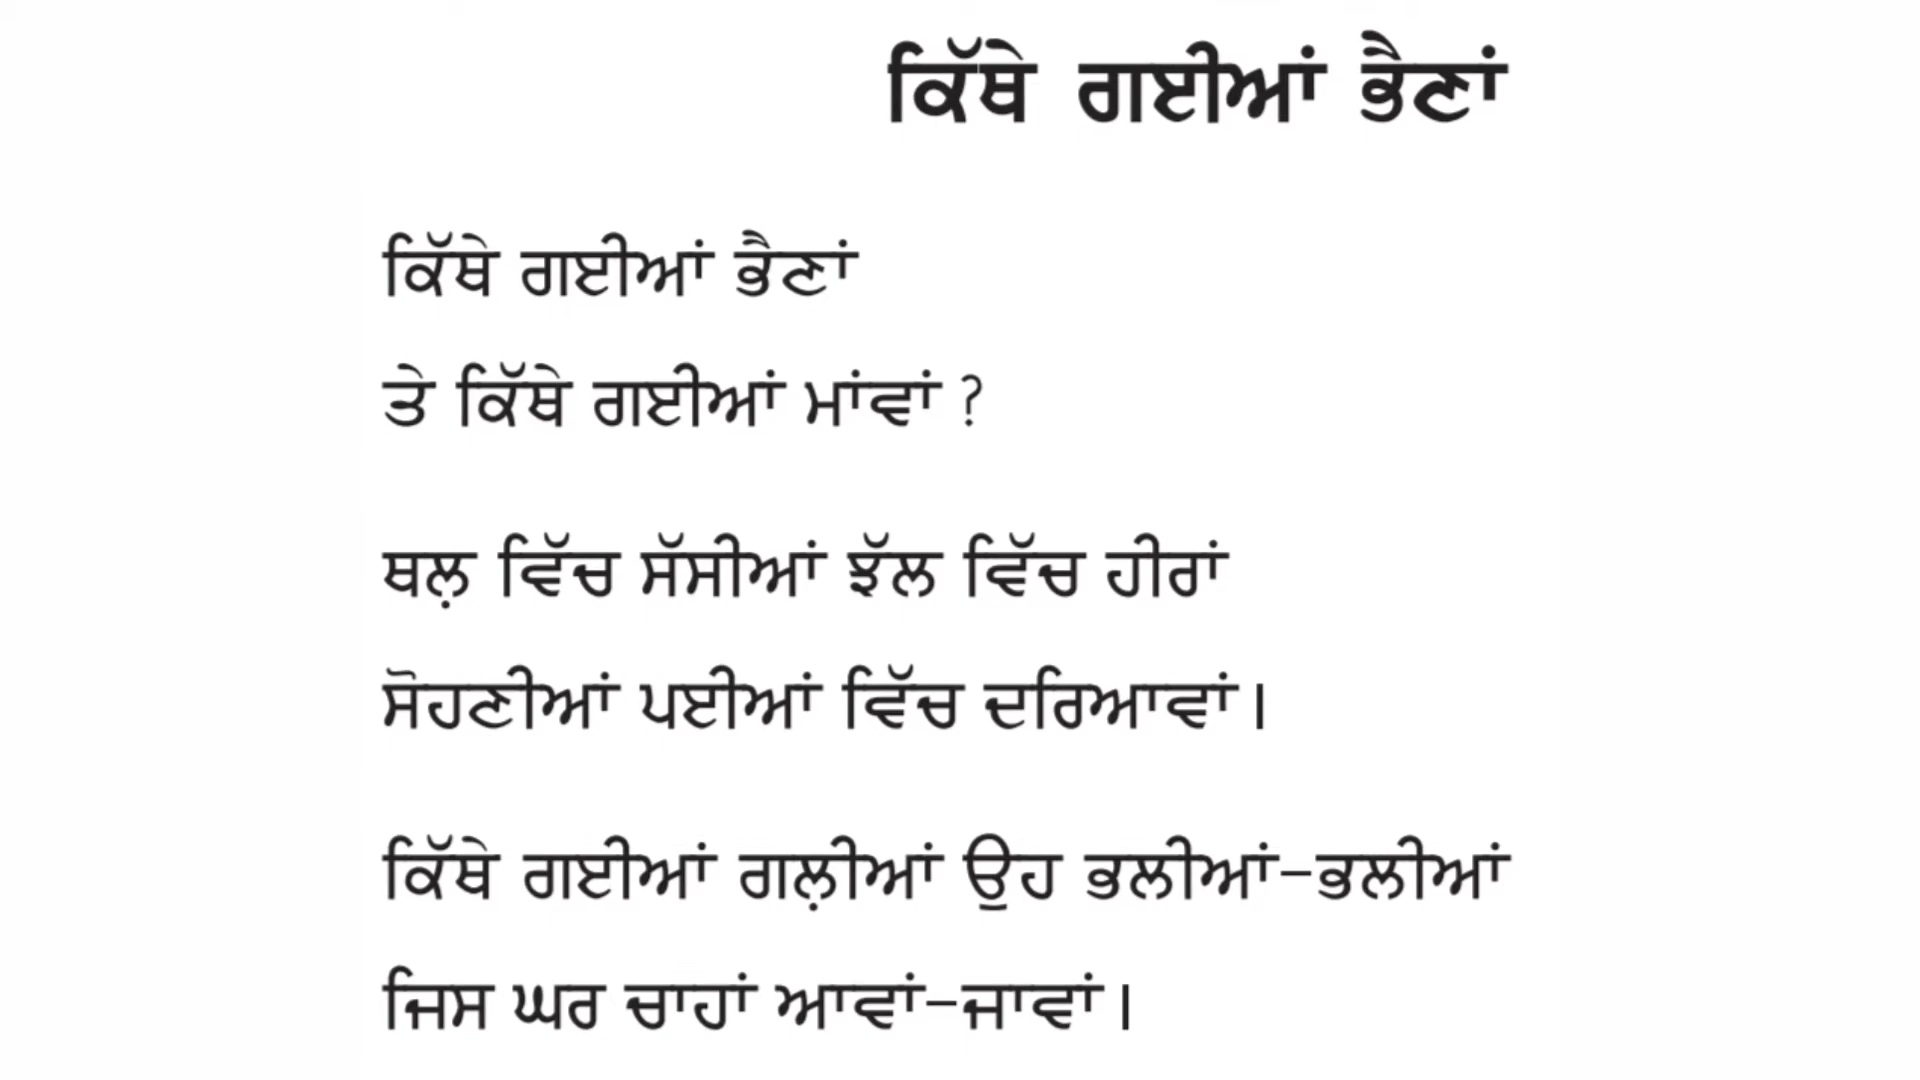 ਕਿੱਥੇ ਗਈਆਂ ਭੈਣਾਂ
ਕਿੱਥੇ ਗਈਆਂ ਭੈਣਾਂ
ਤੇ ਕਿੱਥੇ ਗਈਆਂ ਮਾਂਵਾਂ ?
ਥਲ਼ ਵਿੱਚ ਸੱਸੀਆਂ ਝੱਲ ਵਿੱਚ ਹੀਰਾਂ
ਸੋਹਣੀਆਂ ਪਈਆਂ ਵਿੱਚ ਦਰਿਆਵਾਂ।
ਕਿੱਥੇ ਗਈਆਂ ਗਲ਼ੀਆਂ ਉਹ ਭਲੀਆਂ-ਭਲੀਆਂ
ਜਿਸ ਘਰ ਚਾਹਾਂ ਆਵਾਂ-ਜਾਵਾਂ।